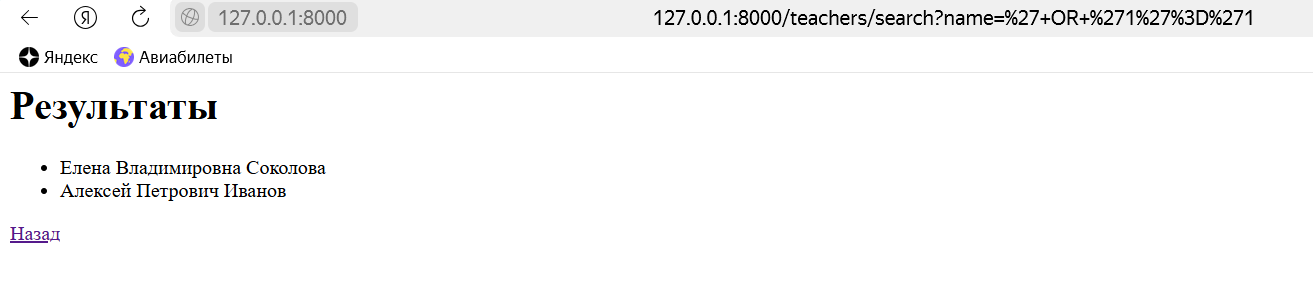 127.0.0.1:8000 127.0.0.1:8000/teachers/search?name=%27+OR+%271%27%3D%271
Яндекс Авиабилеты
Результаты
• Елена Владимировна Соколова
• Алексей Петрович Иванов
Назад